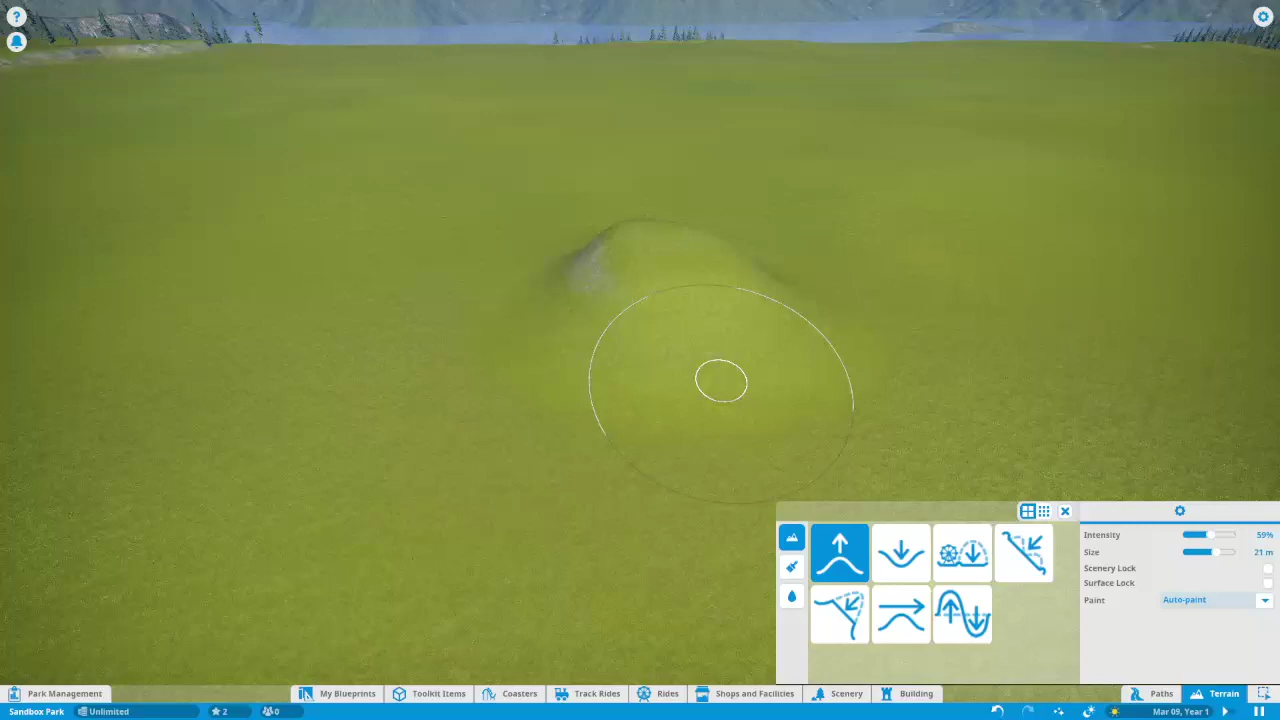 ?
Intensity 59%
Size 21 m
Scenery Lock
Surface Lock
Paint Auto-paint
Park Management My Blueprints Toolkit Items Coasters Track Rides Rides Shops and Facilities Scenery Building Paths Terrain
Sandbox Park Unlimited 2 0 Mar 09, Year 1